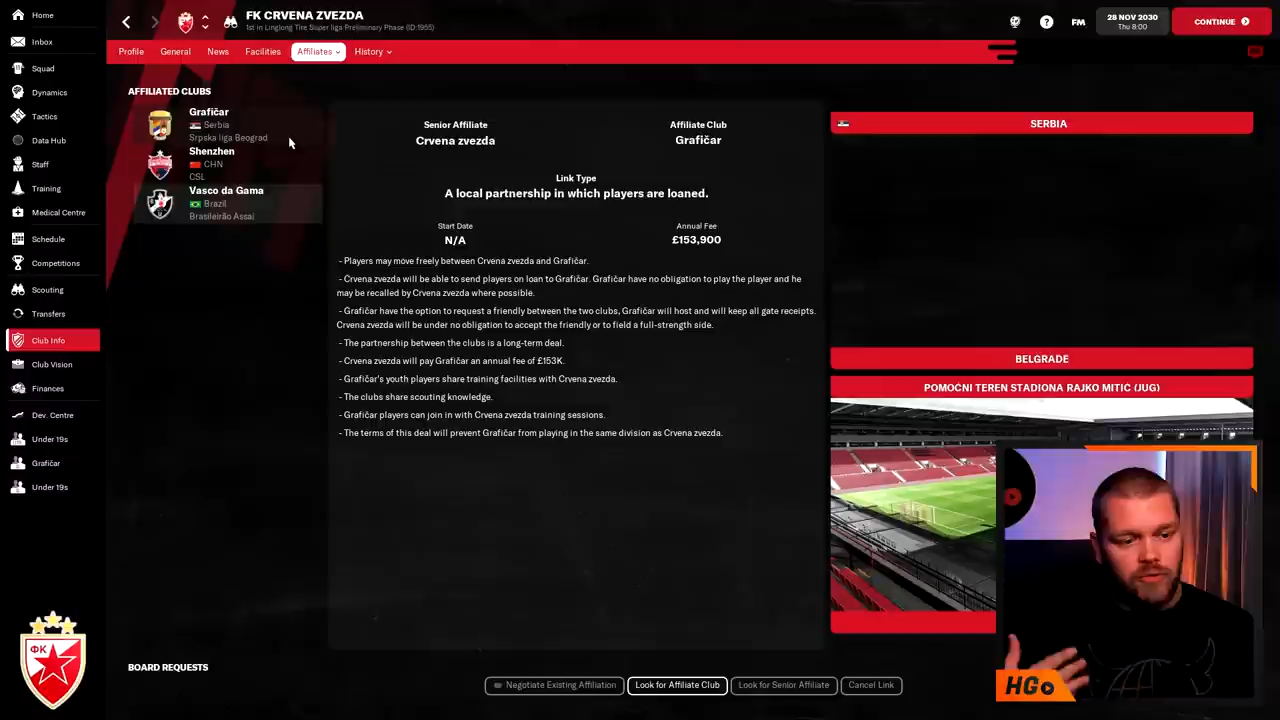 Home
Inbox
Squad
Dynamics
Tactics
Data Hub
Staff
Training
Medical Centre
Schedule
Competitions
Scouting
Transfers
Club Info
Club Vision
Finances
Dev. Centre
Under 19s
Grafičar
Under 19s
ФК
FK CRVENA ZVEZDA
1st in Linglong Tire Super liga Preliminary Phase (ID:1955)
?
FM
28 NOV 2030
Thu 8:00
CONTINUE
Profile
General
News
Facilities
Affiliates
History
AFFILIATED CLUBS
Grafičar
Serbia
Srpska liga Beograd
Shenzhen
CHN
CSL
Vasco da Gama
Brazil
Brasileirão Assaí
Senior Affiliate
Crvena zvezda
Affiliate Club
Grafičar
Link Type
A local partnership in which players are loaned.
Start Date
N/A
Annual Fee
£153,900
- Players may move freely between Crvena zvezda and Grafičar.
- Crvena zvezda will be able to send players on loan to Grafičar. Grafičar have no obligation to play the player and he
may be recalled by Crvena zvezda where possible.
- Grafičar have the option to request a friendly between the two clubs, Grafičar will host and will keep all gate receipts.
Crvena zvezda will be under no obligation to accept the friendly or to field a full-strength side.
- The partnership between the clubs is a long-term deal.
- Crvena zvezda will pay Grafičar an annual fee of £153K.
- Grafičar's youth players share training facilities with Crvena zvezda.
- The clubs share scouting knowledge.
- Grafičar players can join in with Crvena zvezda training sessions.
- The terms of this deal will prevent Grafičar from playing in the same division as Crvena zvezda.
SERBIA
BELGRADE
POMOĆNI TEREN STADIONA RAJKO MITIĆ (JUG)
BOARD REQUESTS
Negotiate Existing Affiliation
Look for Affiliate Club
Look for Senior Affiliate
Cancel Link
HGO